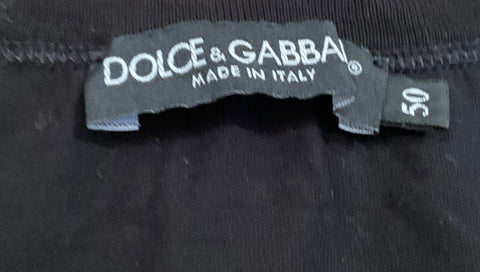 DOLCE & GABBA
MADE IN ITALY
®
50